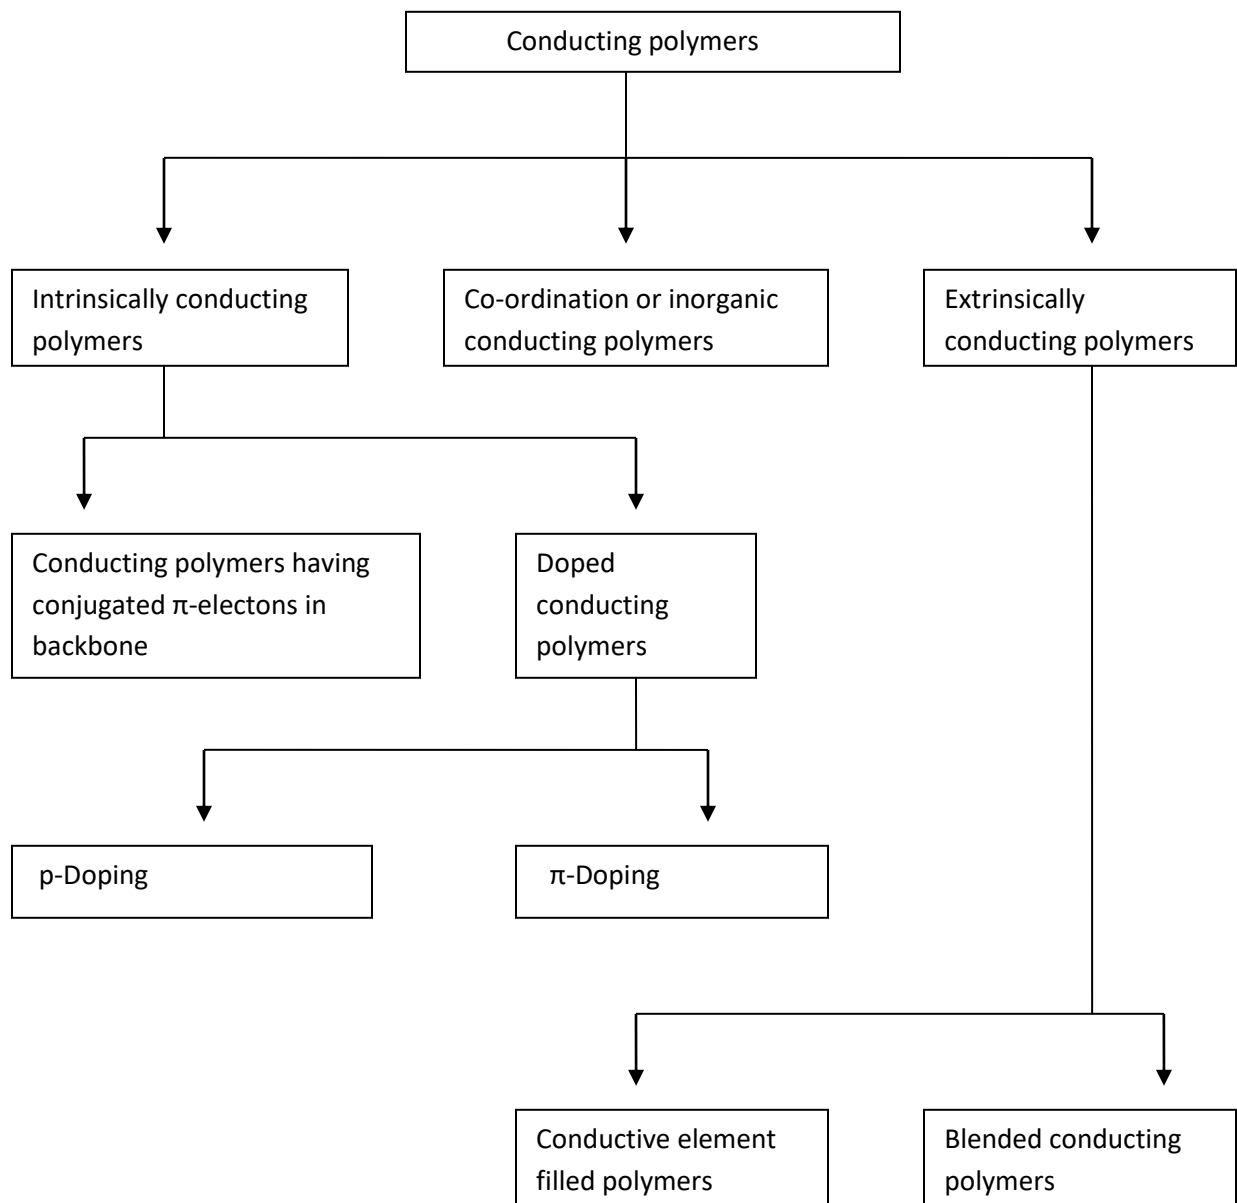 Conducting polymers
Intrinsically conducting
polymers
Co-ordination or inorganic
conducting polymers
Extrinsically
conducting polymers
Conducting polymers having
conjugated π-electons in
backbone
Doped
conducting
polymers
p-Doping
π-Doping
Conductive element
filled polymers
Blended conducting
polymers